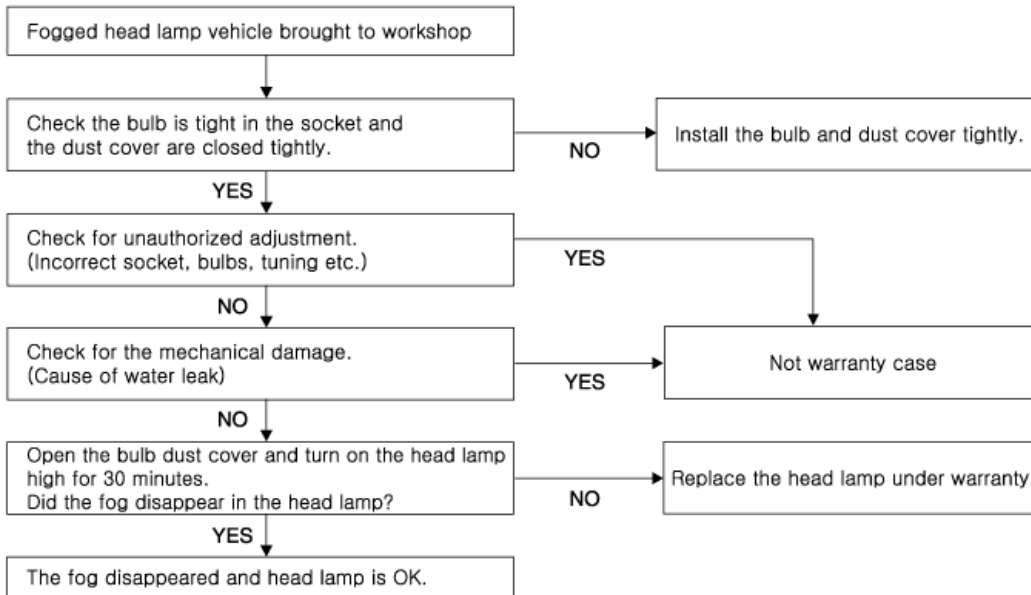 Fogged head lamp vehicle brought to workshop
Check the bulb is tight in the socket and
the dust cover are closed tightly.
NO
Install the bulb and dust cover tightly.
YES
Check for unauthorized adjustment.
(Incorrect socket, bulbs, tuning etc.)
YES
NO
Check for the mechanical damage.
(Cause of water leak)
YES
Not warranty case
NO
Open the bulb dust cover and turn on the head lamp
high for 30 minutes.
Did the fog disappear in the head lamp?
NO
Replace the head lamp under warranty.
YES
The fog disappeared and head lamp is OK.